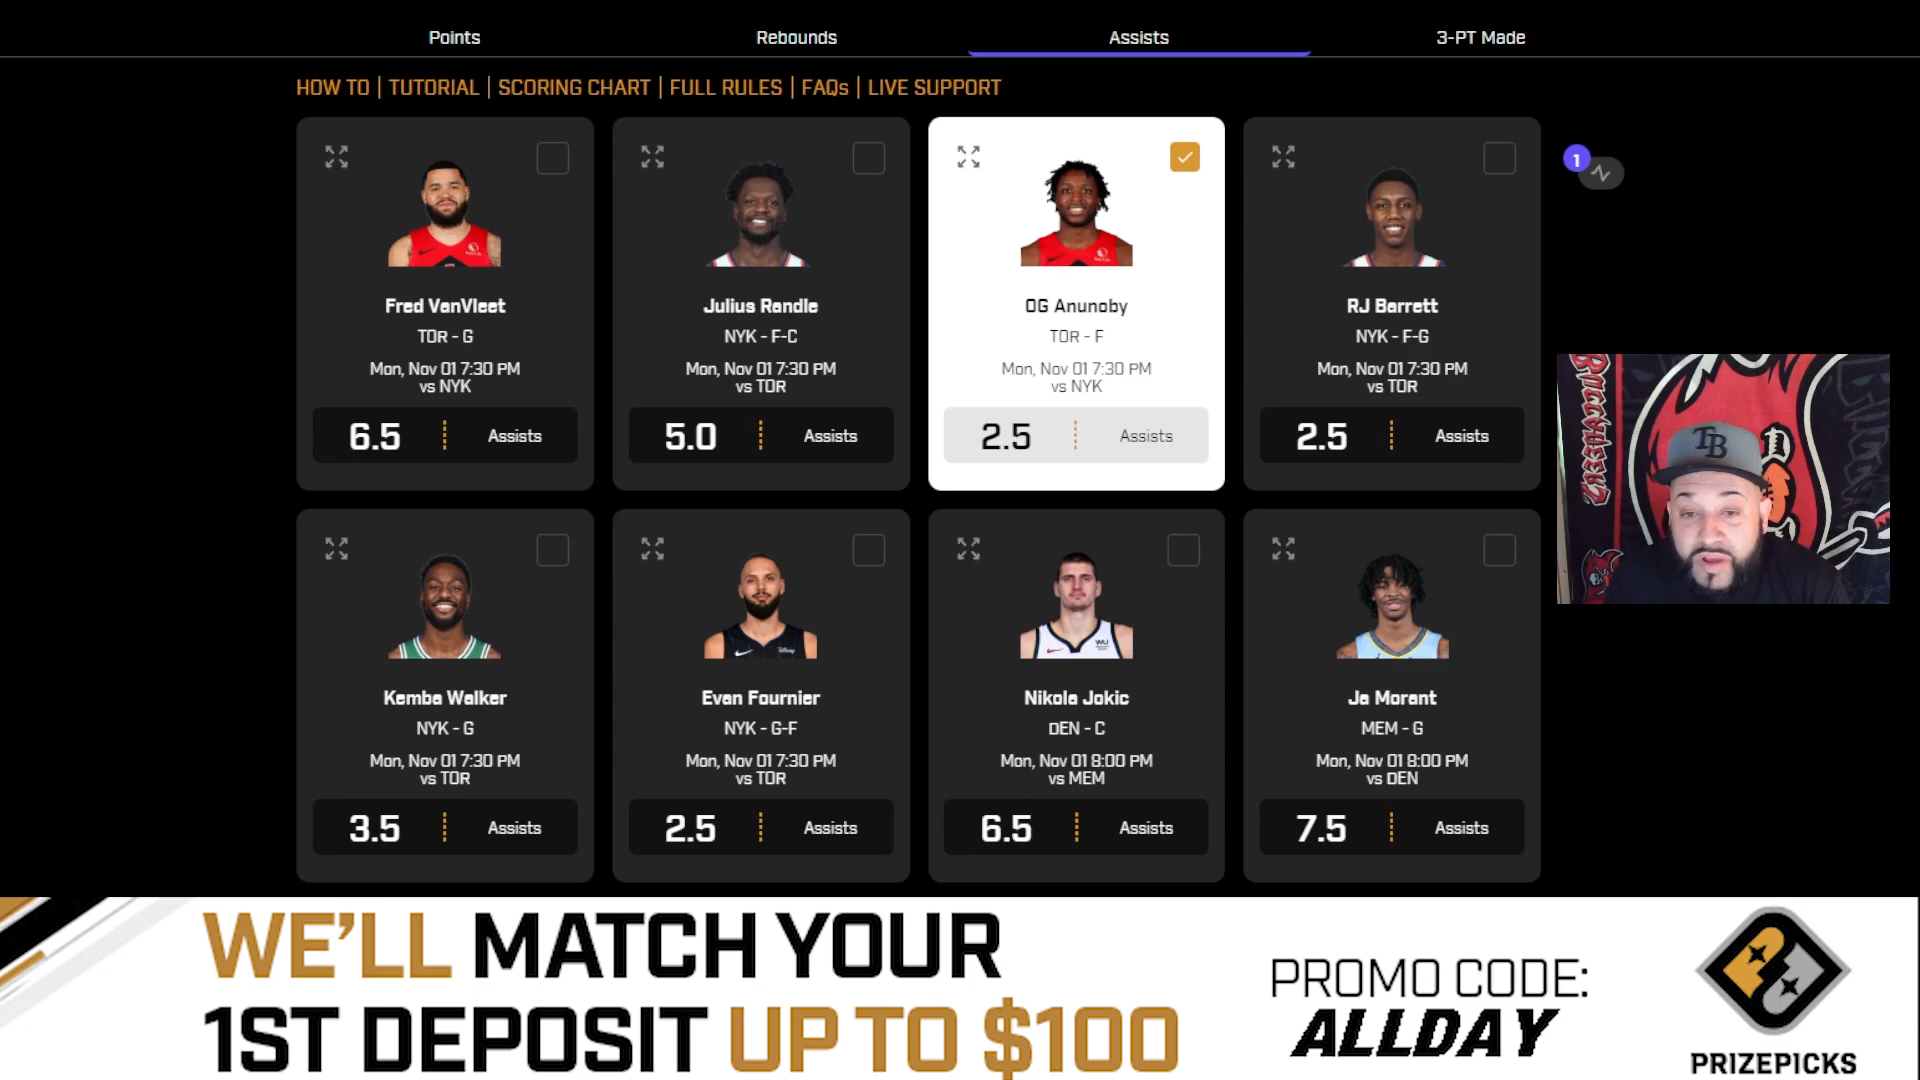 Points Rebounds Assists 3-PT Made
HOW TO | TUTORIAL | SCORING CHART | FULL RULES | FAQs | LIVE SUPPORT
1
Fred VanVleet
TOR - G
Mon, Nov 01 7:30 PM
vs NYK
6.5 Assists
Julius Randle
NYK - F-C
Mon, Nov 01 7:30 PM
vs TOR
5.0 Assists
OG Anunoby
TOR - F
Mon, Nov 01 7:30 PM
vs NYK
2.5 Assists
RJ Barrett
NYK - F-G
Mon, Nov 01 7:30 PM
vs TOR
2.5 Assists
Kemba Walker
NYK - G
Mon, Nov 01 7:30 PM
vs TOR
3.5 Assists
Evan Fournier
NYK - G-F
Mon, Nov 01 7:30 PM
vs TOR
2.5 Assists
Nikola Jokic
DEN - C
Mon, Nov 01 8:00 PM
vs MEM
6.5 Assists
Ja Morant
MEM - G
Mon, Nov 01 8:00 PM
vs DEN
7.5 Assists
TB
WE'LL MATCH YOUR
1ST DEPOSIT UP TO $100
PROMO CODE:
ALLDAY
PRIZEPICKS